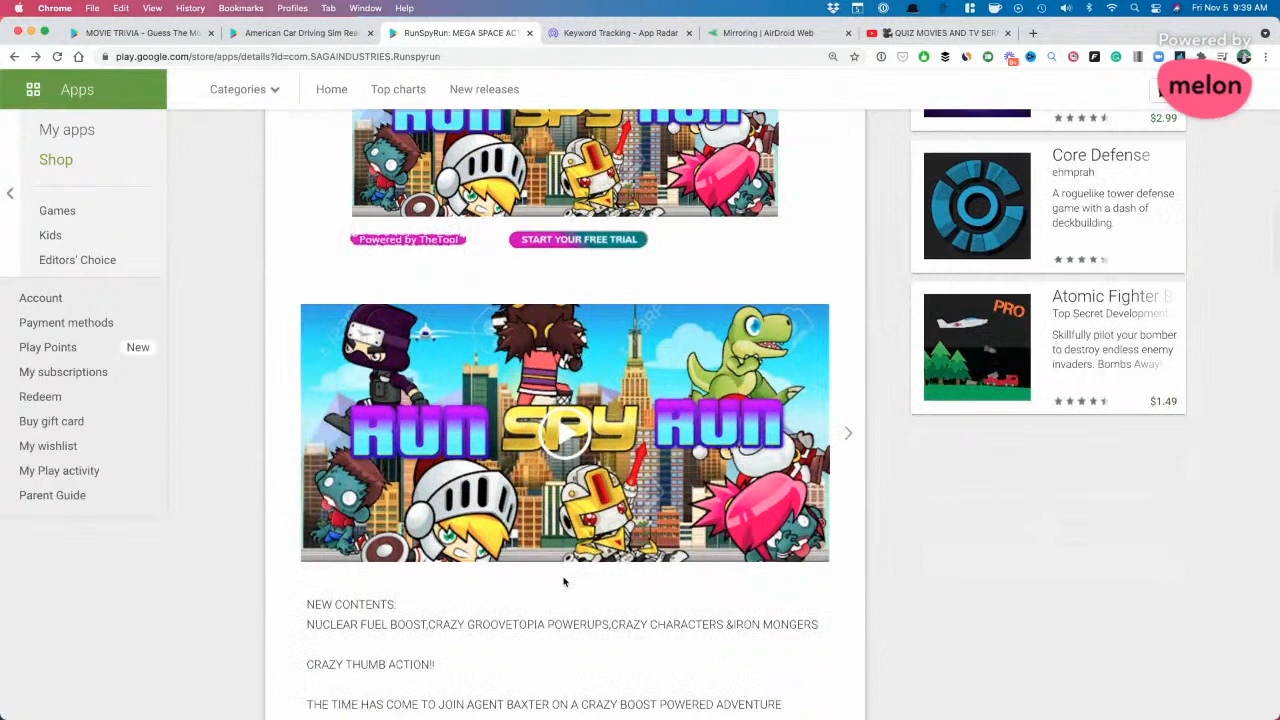 Chrome File Edit View History Bookmarks Profiles Tab Window Help
Fri Nov 5 9:39 AM
MOVIE TRIVIA - Guess The M
American Car Driving Sim Rea
RunSpyRun: MEGA SPACE ACT
Keyword Tracking - App Radar
Mirroring | AirDroid Web
QUIZ MOVIES AND TV SER
Powered by
melon
play.google.com/store/apps/details?id=com.SAGAINDUSTRIES.Runspyrun
Apps
Categories
Home
Top charts
New releases
My apps
Shop
Games
Kids
Editors' Choice
Account
Payment methods
Play Points New
My subscriptions
Redeem
Buy gift card
My wishlist
My Play activity
Parent Guide
RUN SPY RUN
Powered by TheTool
START YOUR FREE TRIAL
RUN SPY RUN
NEW CONTENTS:
NUCLEAR FUEL BOOST,CRAZY GROOVETOPIA POWERUPS,CRAZY CHARACTERS &IRON MONGERS
CRAZY THUMB ACTION!!
THE TIME HAS COME TO JOIN AGENT BAXTER ON A CRAZY BOOST POWERED ADVENTURE
$2.99
Core Defense
ehmprah
A roguelike tower defense
game with a dash of
deckbuilding.
PRO
Atomic Fighter B
Top Secret Development
Skillfully pilot your bomber
to destroy endless enemy
invaders. Bombs Away
$1.49